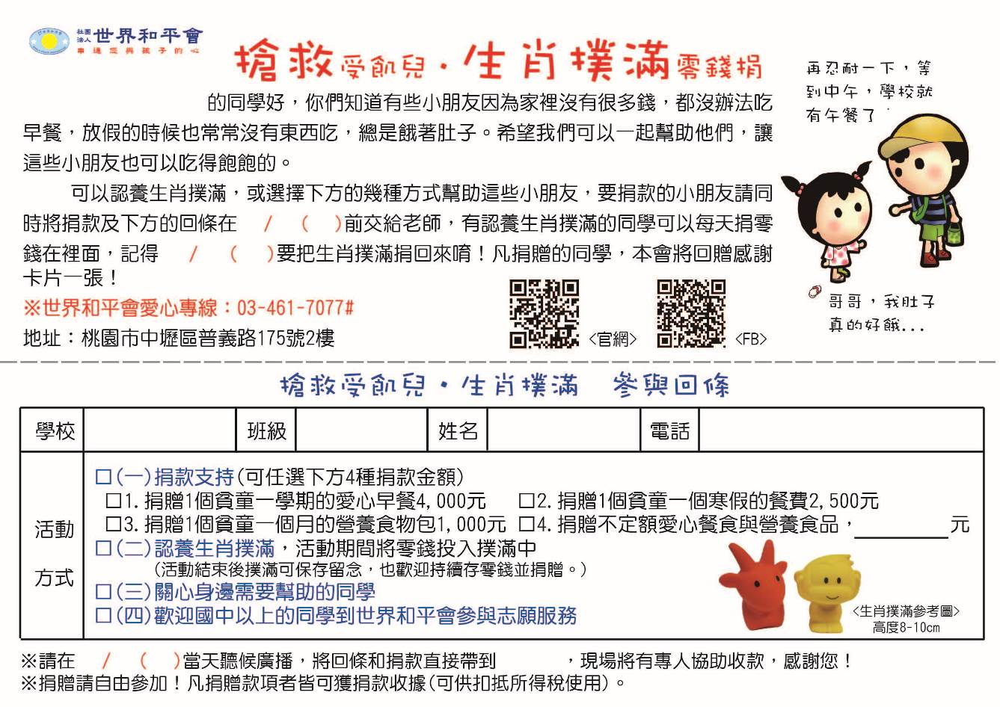 社團法人 世界和平會
串連您與孩子的心
搶救受飢兒・生肖撲滿零錢捐
再忍耐一下，等
到中午，學校就
有午餐了
的同學好，你們知道有些小朋友因為家裡沒有很多錢，都沒辦法吃
早餐，放假的時候也常常沒有東西吃，總是餓著肚子。希望我們可以一起幫助他們，讓
這些小朋友也可以吃得飽飽的。
可以認養生肖撲滿，或選擇下方的幾種方式幫助這些小朋友，要捐款的小朋友請同
時將捐款及下方的回條在 / ( )前交給老師，有認養生肖撲滿的同學可以每天捐零
錢在裡面，記得 / ( )要把生肖撲滿捐回來唷！凡捐贈的同學，本會將回贈感謝
卡片一張！
※世界和平會愛心專線：03-461-7077#
地址：桃園市中壢區普義路175號2樓
<官網>
<FB>
哥哥，我肚子
真的好餓...
搶救受飢兒・生肖撲滿 參與回條
學校 班級 姓名 電話
活動
方式
□(一)捐款支持(可任選下方4種捐款金額)
□1.捐贈1個貧童一學期的愛心早餐4,000元 □2.捐贈1個貧童一個寒假的餐費2,500元
□3.捐贈1個貧童一個月的營養食物包1,000元 □4.捐贈不定額愛心餐食與營養食品，________元
□(二)認養生肖撲滿，活動期間將零錢投入撲滿中
(活動結束後撲滿可保存留念，也歡迎持續存零錢並捐贈。)
□(三)關心身邊需要幫助的同學
□(四)歡迎國中以上的同學到世界和平會參與志願服務
<生肖撲滿參考圖>
高度8-10cm
※請在 / ( )當天聽候廣播，將回條和捐款直接帶到 ，現場將有專人協助收款，感謝您！
※捐贈請自由參加！凡捐贈款項者皆可獲捐款收據(可供扣抵所得稅使用)。